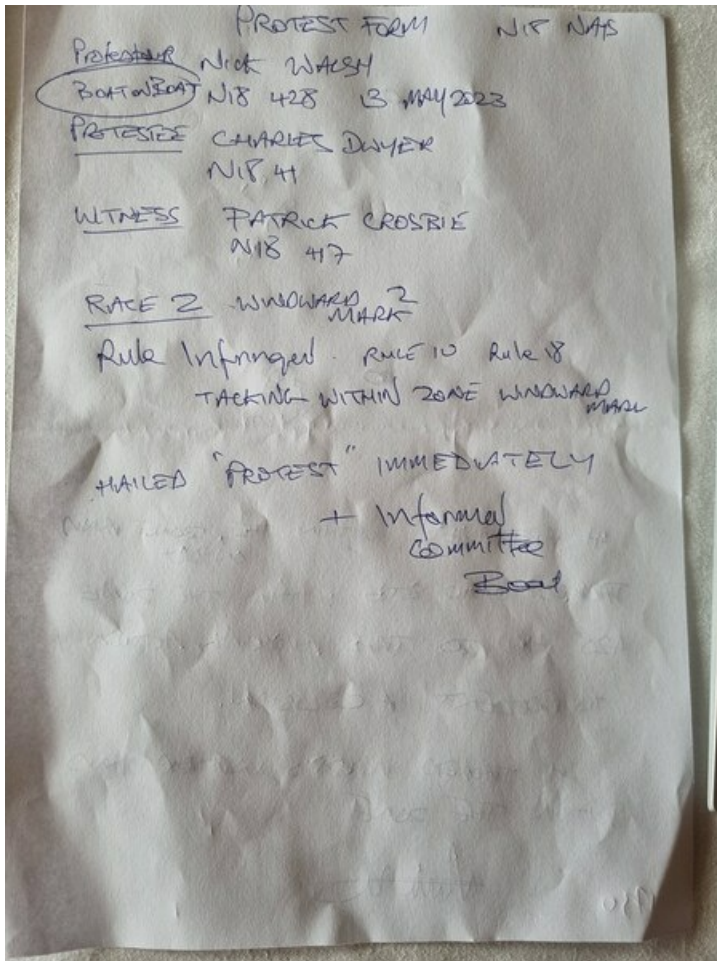 PROTEST FORM N18 NATS
Protestour NICK WALSH
BOAT ON BOAT N18 428 13 MAY 2023
PROTESTEE CHARLES DWYER
N18 41
WITNESS PATRICK CROSBIE
N18 417
RACE 2 WINDWARD 2
MARK
Rule Infringed. RULE 10 Rule 18
TACKING WITHIN ZONE WINDWARD
MARK
HAILED "PROTEST" IMMEDIATELY
+ Informed
Committee
Boat